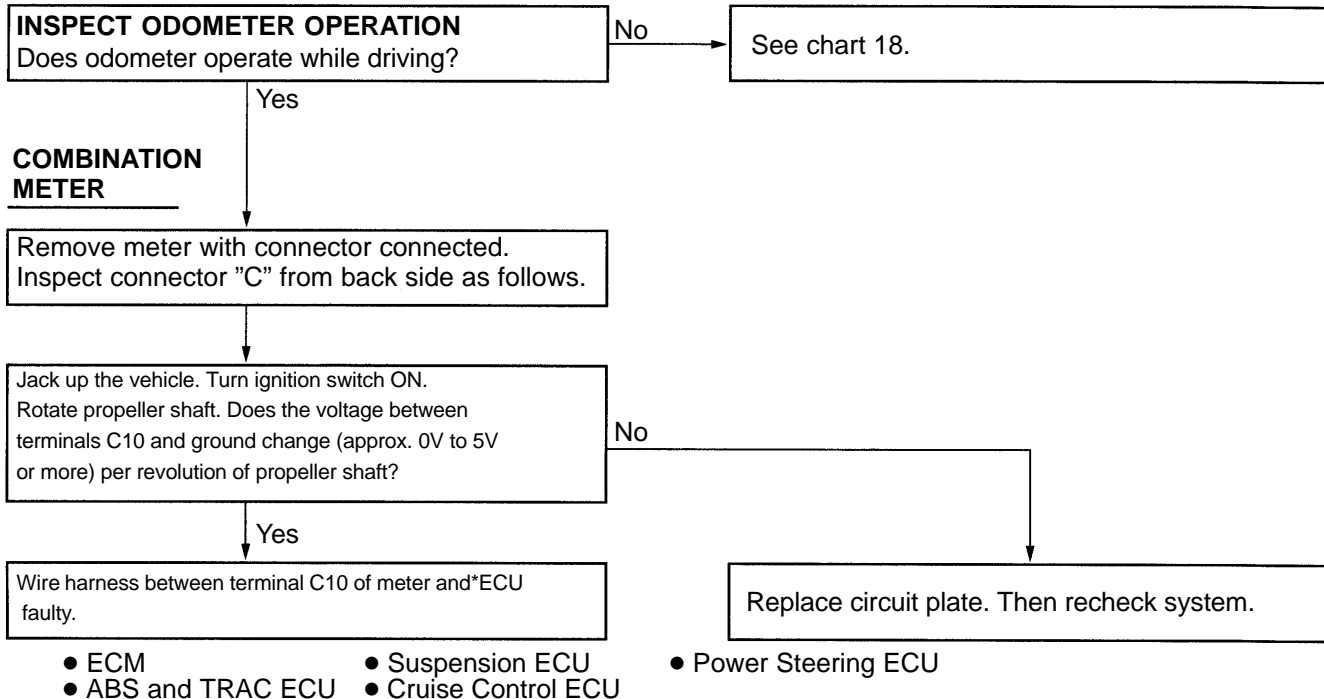 INSPECT ODOMETER OPERATION
Does odometer operate while driving?
No
See chart 18.
Yes
COMBINATION
METER
Remove meter with connector connected.
Inspect connector ”C” from back side as follows.
Jack up the vehicle. Turn ignition switch ON.
Rotate propeller shaft. Does the voltage between
terminals C10 and ground change (approx. 0V to 5V
or more) per revolution of propeller shaft?
No
Yes
Wire harness between terminal C10 of meter and*ECU
faulty.
Replace circuit plate. Then recheck system.
● ECM ● Suspension ECU ● Power Steering ECU
● ABS and TRAC ECU ● Cruise Control ECU